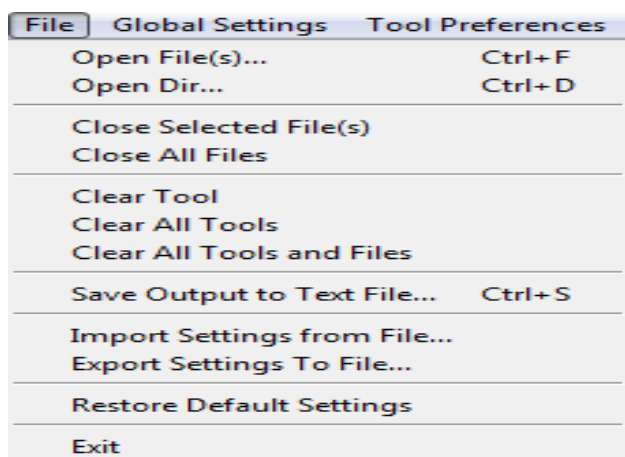 File Global Settings Tool Preferences
Open File(s)... Ctrl+F
Open Dir... Ctrl+D
Close Selected File(s)
Close All Files
Clear Tool
Clear All Tools
Clear All Tools and Files
Save Output to Text File... Ctrl+S
Import Settings from File...
Export Settings To File...
Restore Default Settings
Exit